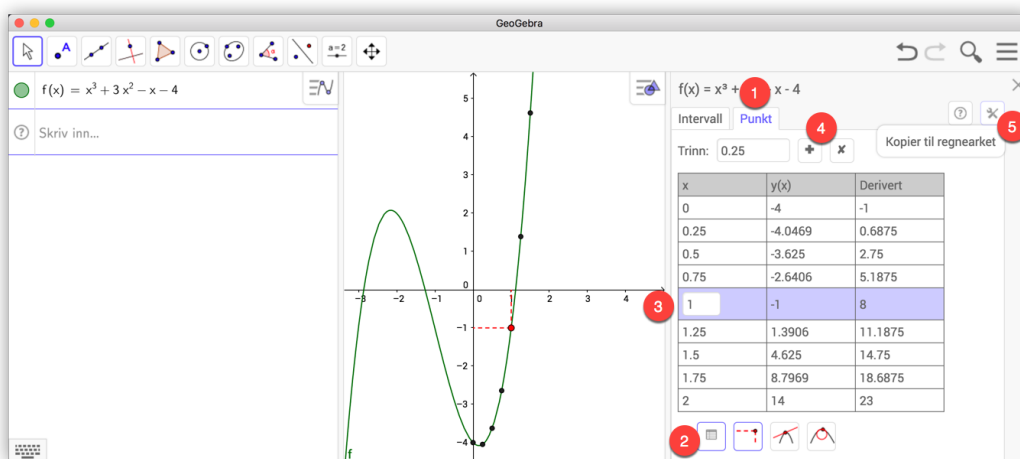 GeoGebra
A
a=2
f(x) = x³ + 3 x² − x − 4
Skriv inn...
f
5
4
3
2
1
0
−1
−2
−3
−4
−3 −2 −1 0 1 2 3 4
f(x) = x³ + x - 4
1
Intervall Punkt
4
5
Kopier til regnearket
Trinn: 0.25
x y(x) Derivert
0 -4 -1
0.25 -4.0469 0.6875
0.5 -3.625 2.75
0.75 -2.6406 5.1875
3
1 -1 8
1.25 1.3906 11.1875
1.5 4.625 14.75
1.75 8.7969 18.6875
2 14 23
2